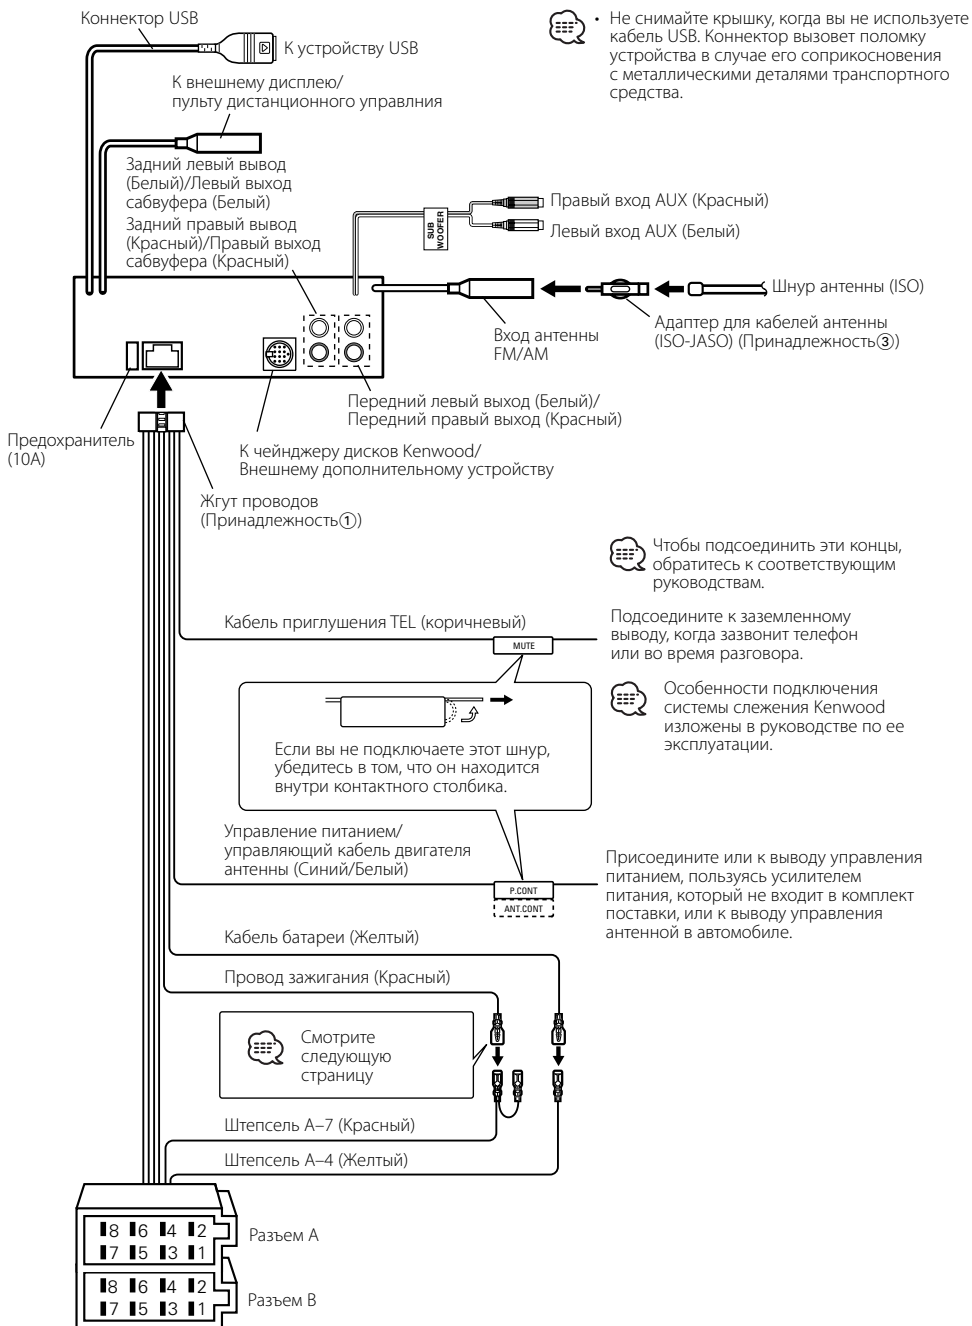 Коннектор USB
К устройству USB
• Не снимайте крышку, когда вы не используете
кабель USB. Коннектор вызовет поломку
устройства в случае его соприкосновения
с металлическими деталями транспортного
средства.
К внешнему дисплею/
пульту дистанционного управлния
Задний левый вывод
(Белый)/Левый выход
сабвуфера (Белый)
Задний правый вывод
(Красный)/Правый выход
сабвуфера (Красный)
SUB
WOOFER
Правый вход AUX (Красный)
Левый вход AUX (Белый)
Шнур антенны (ISO)
Вход антенны
FM/AM
Адаптер для кабелей антенны
(ISO-JASO) (Принадлежность③)
Передний левый выход (Белый)/
Передний правый выход (Красный)
Предохранитель
(10A)
К чейнджеру дисков Kenwood/
Внешнему дополнительному устройству
Жгут проводов
(Принадлежность①)
Чтобы подсоединить эти концы,
обратитесь к соответствующим
руководствам.
Кабель приглушения TEL (коричневый)
MUTE
Подсоедините к заземленному
выводу, когда зазвонит телефон
или во время разговора.
Особенности подключения
системы слежения Kenwood
изложены в руководстве по ее
эксплуатации.
Если вы не подключаете этот шнур,
убедитесь в том, что он находится
внутри контактного столбика.
Управление питанием/
управляющий кабель двигателя
антенны (Синий/Белый)
P.CONT
ANT.CONT
Присоедините или к выводу управления
питанием, пользуясь усилителем
питания, который не входит в комплект
поставки, или к выводу управления
антенной в автомобиле.
Кабель батареи (Желтый)
Провод зажигания (Красный)
Смотрите
следующую
страницу
Штепсель А–7 (Красный)
Штепсель А–4 (Желтый)
8 6 4 2
7 5 3 1
Разъем А
8 6 4 2
7 5 3 1
Разъем В